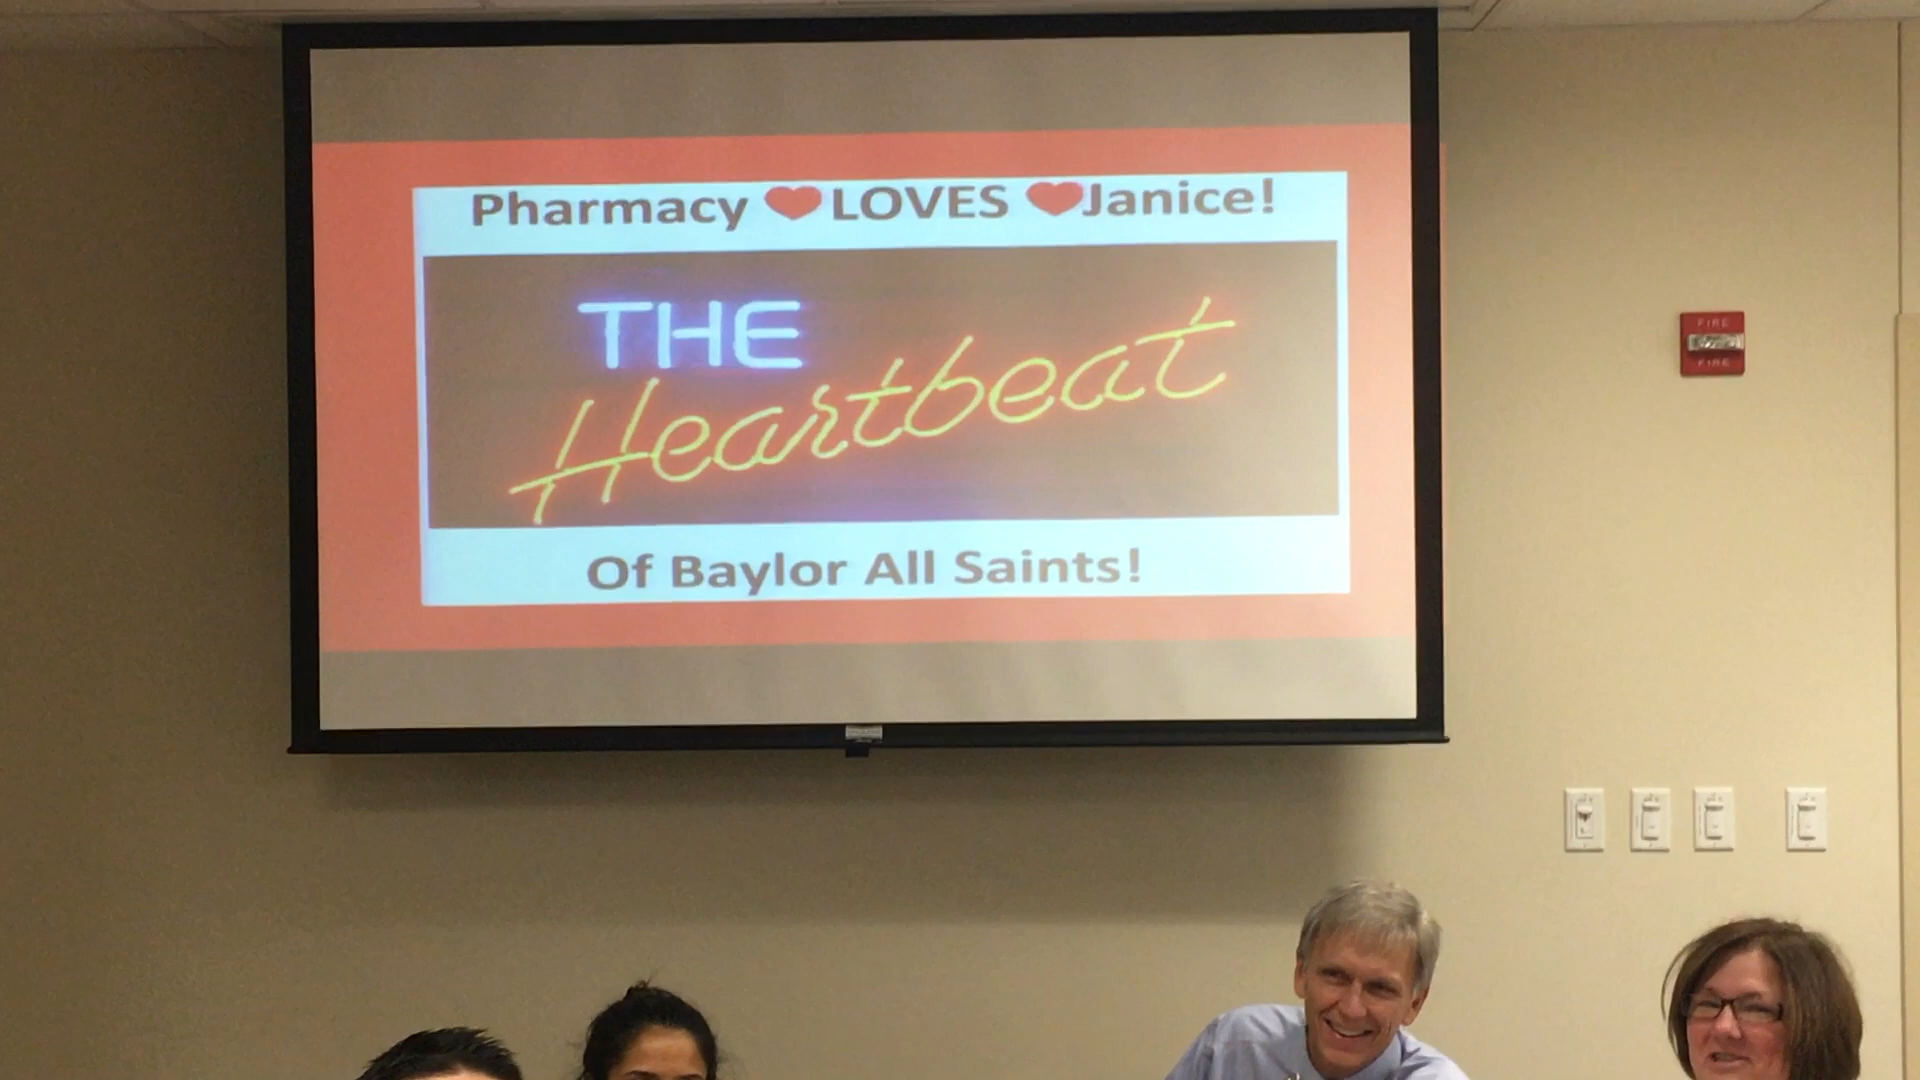 Pharmacy ❤LOVES ❤Janice!
THE
Heartbeat
Of Baylor All Saints!
FIRE
FIRE